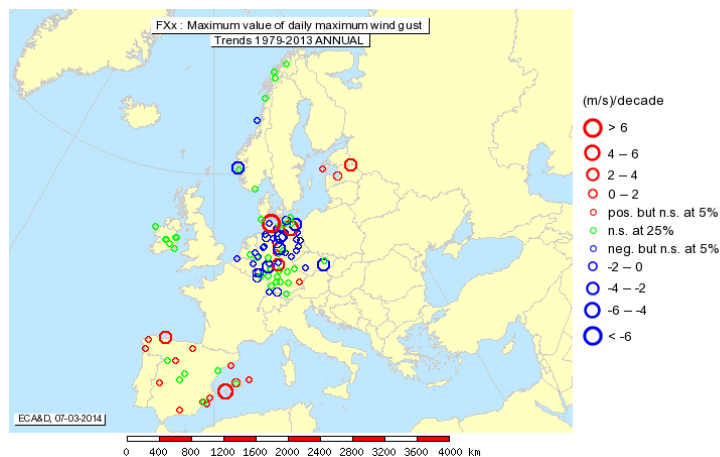 FXx : Maximum value of daily maximum wind gust
Trends 1979-2013 ANNUAL
(m/s)/decade
> 6
4 – 6
2 – 4
0 – 2
pos. but n.s. at 5%
n.s. at 25%
neg. but n.s. at 5%
-2 – 0
-4 – -2
-6 – -4
< -6
ECA&D, 07-03-2014
0 400 800 1200 1600 2000 2400 2800 3200 3600 4000 km